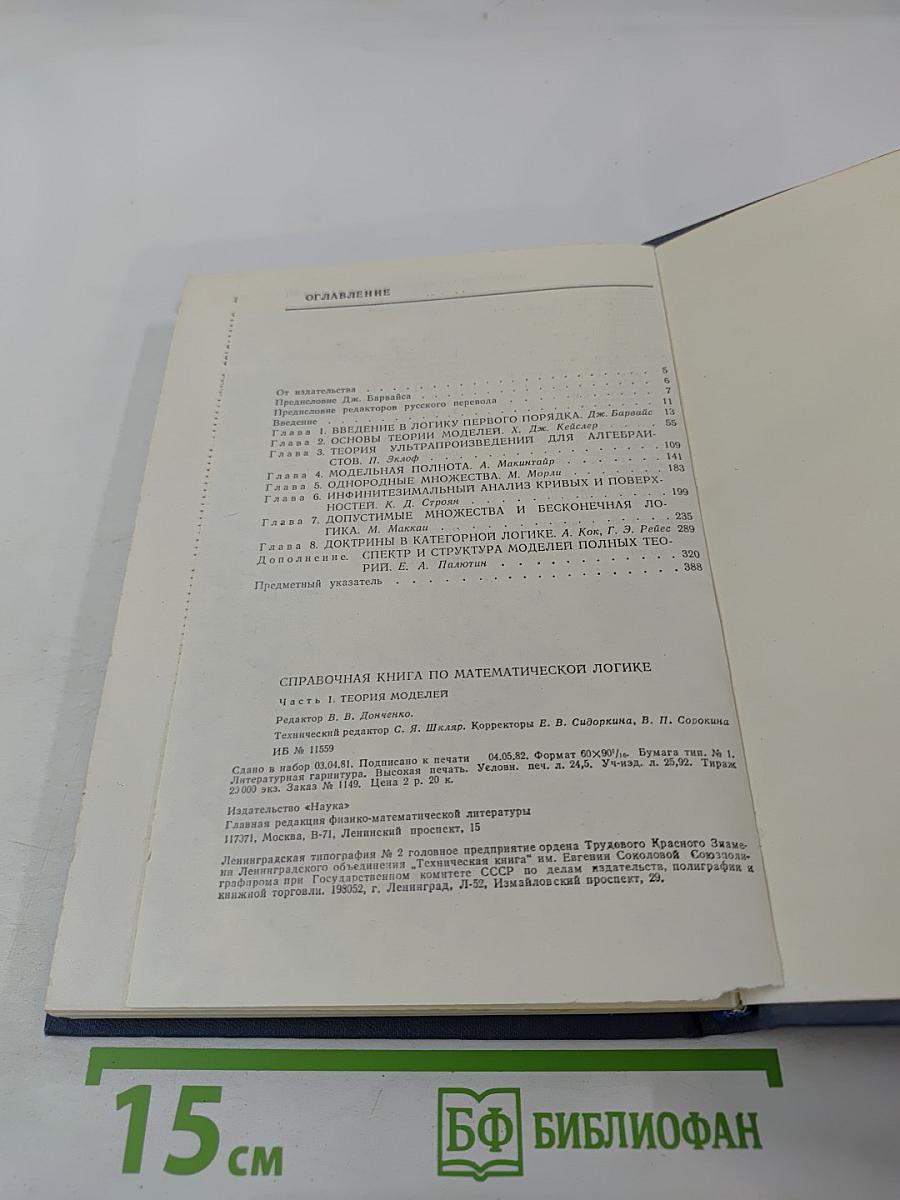 ОГЛАВЛЕНИЕ
От издательства . . . . . . . . . . . . . . . . . . . . 5
Предисловие Дж. Барвайса . . . . . . . . . . . . . . . . 6
Предисловие редакторов русского перевода . . . . . . . . . . 7
Введение . . . . . . . . . . . . . . . . . . . . . . 11
Глава 1. ВВЕДЕНИЕ В ЛОГИКУ ПЕРВОГО ПОРЯДКА. Дж. Барвайс 13
Глава 2. ОСНОВЫ ТЕОРИИ МОДЕЛЕЙ. Х. Дж. Кейслер . . . . 55
Глава 3. ТЕОРИЯ УЛЬТРАПРОИЗВЕДЕНИЙ ДЛЯ АЛГЕБРАИ-
СТОВ. П. Эклоф . . . . . . . . . . . . . . 109
Глава 4. МОДЕЛЬНАЯ ПОЛНОТА. А. Макинтайр . . . . . . 141
Глава 5. ОДНОРОДНЫЕ МНОЖЕСТВА. М. Морли . . . . . . 183
Глава 6. ИНФИНИТЕЗИМАЛЬНЫЙ АНАЛИЗ КРИВЫХ И ПОВЕРХ-
НОСТЕЙ. К. Д. Строян . . . . . . . . . . . . 199
Глава 7. ДОПУСТИМЫЕ МНОЖЕСТВА И БЕСКОНЕЧНАЯ ЛО-
ГИКА. М. Маккаи . . . . . . . . . . . . . . 235
Глава 8. ДОКТРИНЫ В КАТЕГОРНОЙ ЛОГИКЕ. А. Кок, Г. Э. Рейес 289
Дополнение. СПЕКТР И СТРУКТУРА МОДЕЛЕЙ ПОЛНЫХ ТЕО-
РИЙ. Е. А. Палютин . . . . . . . . . . . . 320
Предметный указатель . . . . . . . . . . . . . . . . . . 388
СПРАВОЧНАЯ КНИГА ПО МАТЕМАТИЧЕСКОЙ ЛОГИКЕ
Часть I. ТЕОРИЯ МОДЕЛЕЙ
Редактор В. В. Донченко.
Технический редактор С. Я. Шкляр. Корректоры Е. В. Сидоркина, В. П. Сорокина
ИБ № 11559
Сдано в набор 03.04.81. Подписано к печати 04.05.82. Формат 60×90¹/₁₆. Бумага тип. № 1.
Литературная гарнитура. Высокая печать. Условн. печ. л. 24,5. Уч-изд. л. 25,92. Тираж
20 000 экз. Заказ № 1149. Цена 2 р. 20 к.
Издательство «Наука»
Главная редакция физико-математической литературы
117071, Москва, В-71, Ленинский проспект, 15
Ленинградская типография № 2 головное предприятие ордена Трудового Красного Знаме-
ни Ленинградского объединения „Техническая книга“ им. Евгении Соколовой Союзполи-
графпрома при Государственном комитете СССР по делам издательств, полиграфии и
книжной торговли. 198052, г. Ленинград, Л-52, Измайловский проспект, 29.
15 см
БФ БИБЛИОФАН